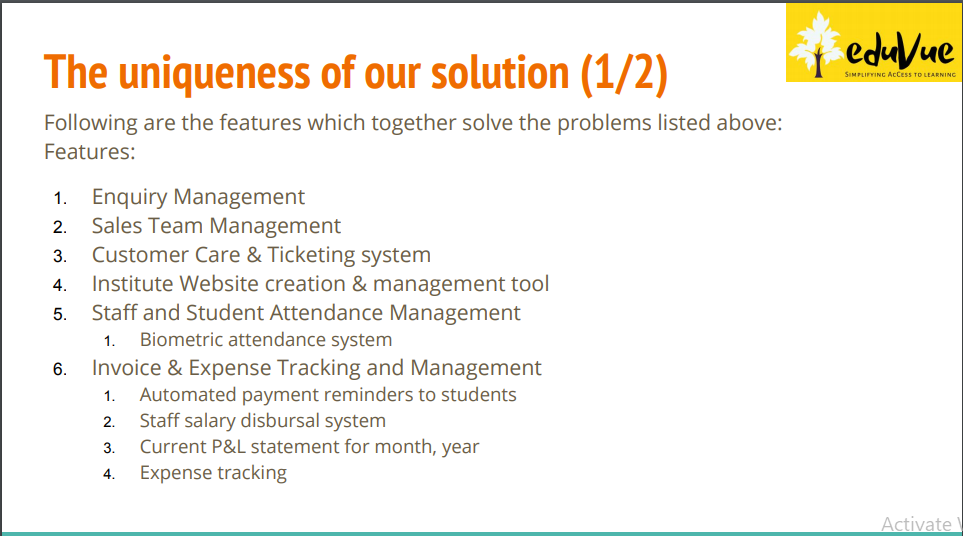 The uniqueness of our solution (1/2)
eduVue
SIMPLIFYING ACCESS TO LEARNING
Following are the features which together solve the problems listed above:
Features:
1. Enquiry Management
2. Sales Team Management
3. Customer Care & Ticketing system
4. Institute Website creation & management tool
5. Staff and Student Attendance Management
1. Biometric attendance system
6. Invoice & Expense Tracking and Management
1. Automated payment reminders to students
2. Staff salary disbursal system
3. Current P&L statement for month, year
4. Expense tracking
Activate